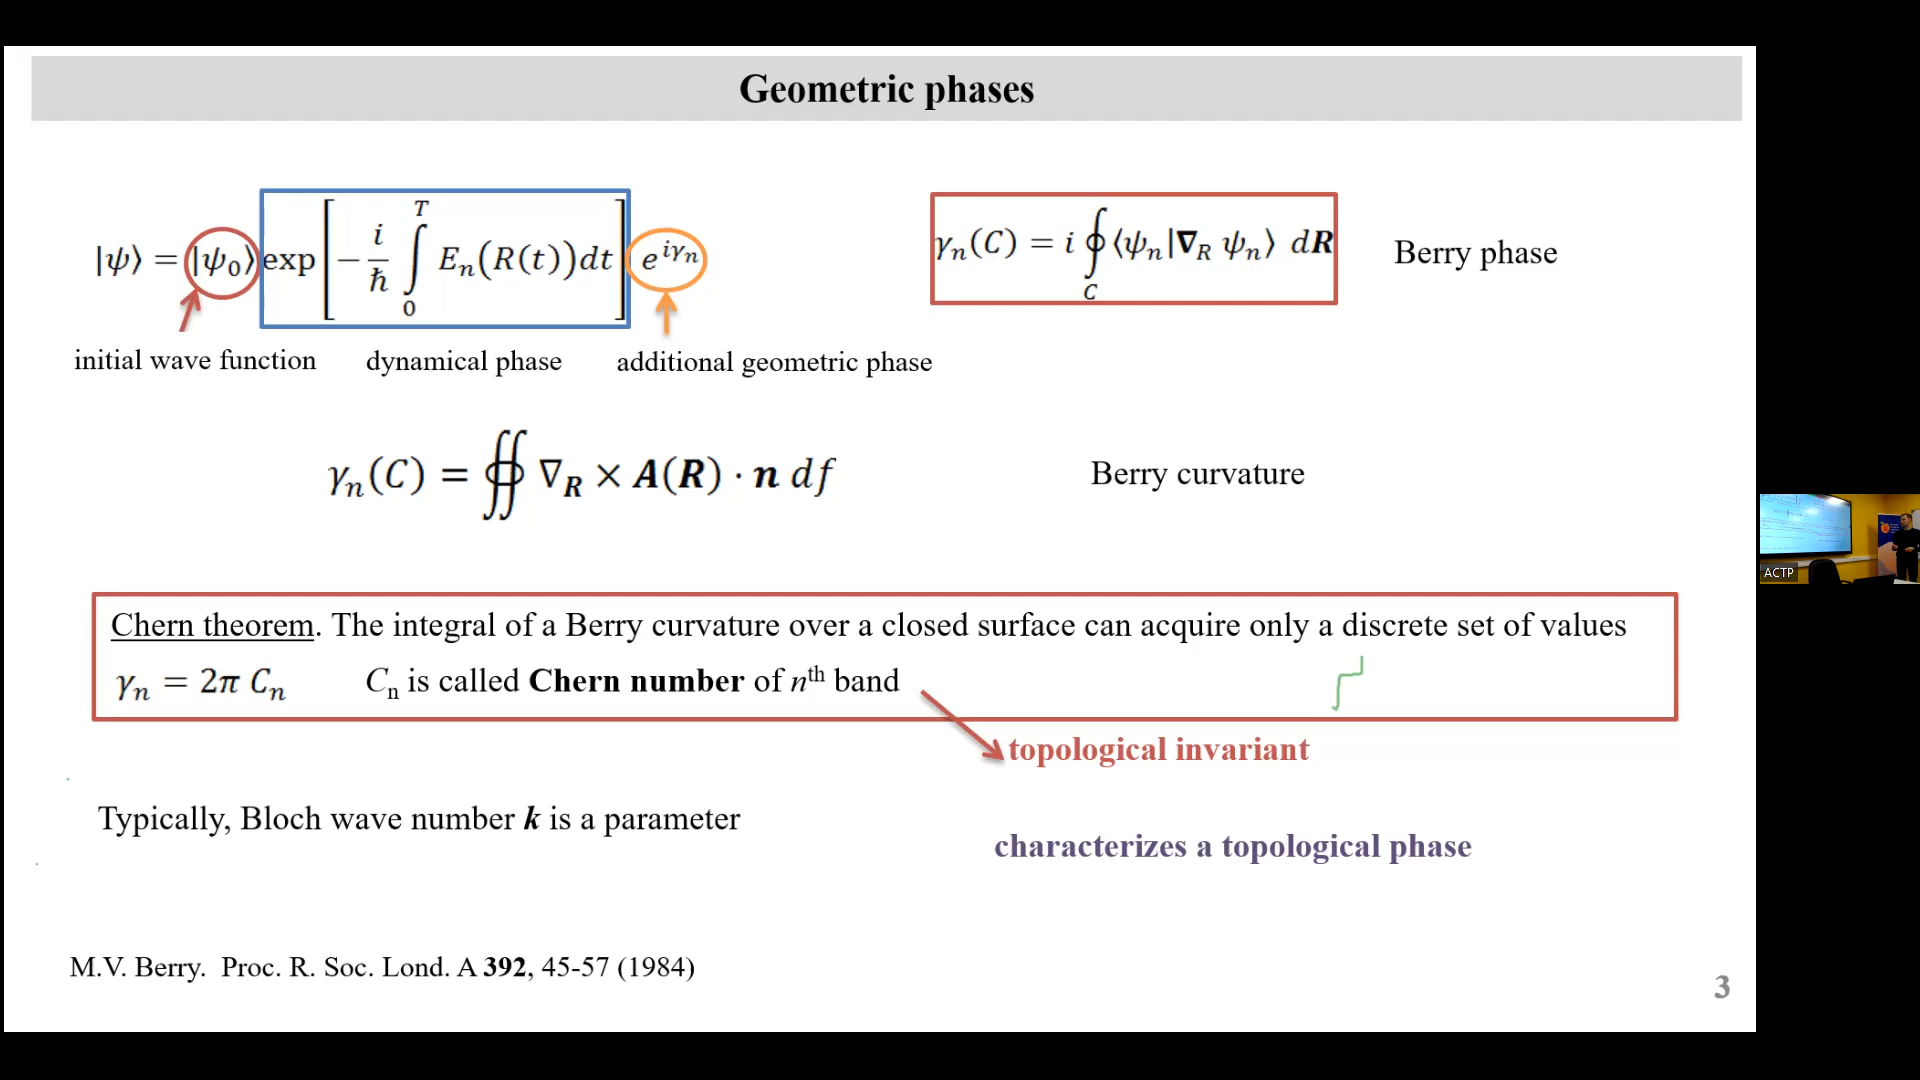 Geometric phases
|ψ⟩ = |ψ₀⟩ exp[−i/ħ ∫₀ᵀ Eₙ(R(t))dt] e^{iγₙ}
γₙ(C) = i ∮_C ⟨ψₙ|∇_R ψₙ⟩ dR
Berry phase
initial wave function
dynamical phase
additional geometric phase
γₙ(C) = ∯ ∇_R × A(R) · n df
Berry curvature
Chern theorem. The integral of a Berry curvature over a closed surface can acquire only a discrete set of values
γₙ = 2π Cₙ
Cₙ is called Chern number of nᵗʰ band
topological invariant
Typically, Bloch wave number k is a parameter
characterizes a topological phase
M.V. Berry. Proc. R. Soc. Lond. A 392, 45-57 (1984)
3
ACTP